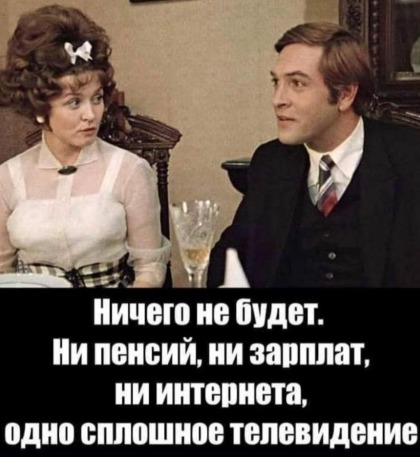 Ничего не будет.
Ни пенсий, ни зарплат,
ни интернета,
одно сплошное телевидение